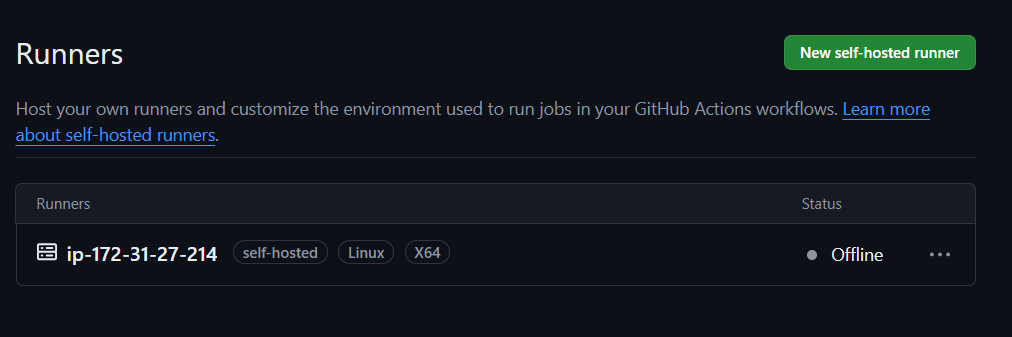 Runners
New self-hosted runner
Host your own runners and customize the environment used to run jobs in your GitHub Actions workflows. Learn more
about self-hosted runners.
Runners
Status
ip-172-31-27-214
self-hosted
Linux
X64
Offline